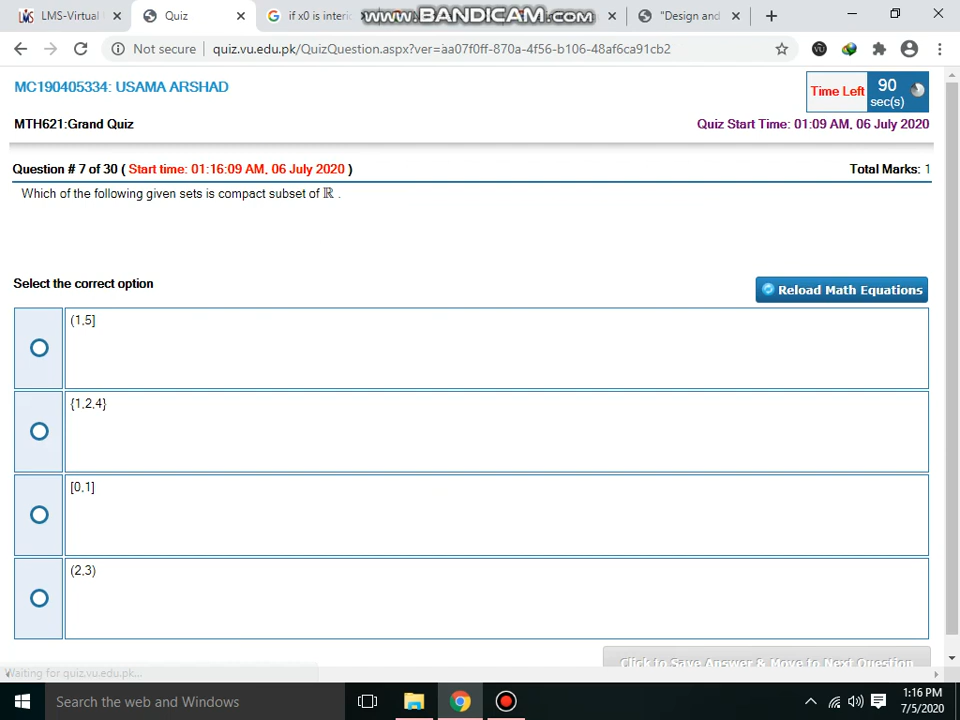 LMS-Virtual
Quiz
if x0 is interio
WWW.BANDICAM.COM
"Design and
Not secure
quiz.vu.edu.pk/QuizQuestion.aspx?ver=aa07f0ff-870a-4f56-b106-48af6ca91cb2
MC190405334: USAMA ARSHAD
Time Left
90
sec(s)
MTH621:Grand Quiz
Quiz Start Time: 01:09 AM, 06 July 2020
Question # 7 of 30 ( Start time: 01:16:09 AM, 06 July 2020 )
Total Marks: 1
Which of the following given sets is compact subset of ℝ .
Select the correct option
Reload Math Equations
(1,5]
{1,2,4}
[0,1]
(2,3)
Click to Save Answer & Move to Next Question
Waiting for quiz.vu.edu.pk...
Search the web and Windows
1:16 PM
7/5/2020